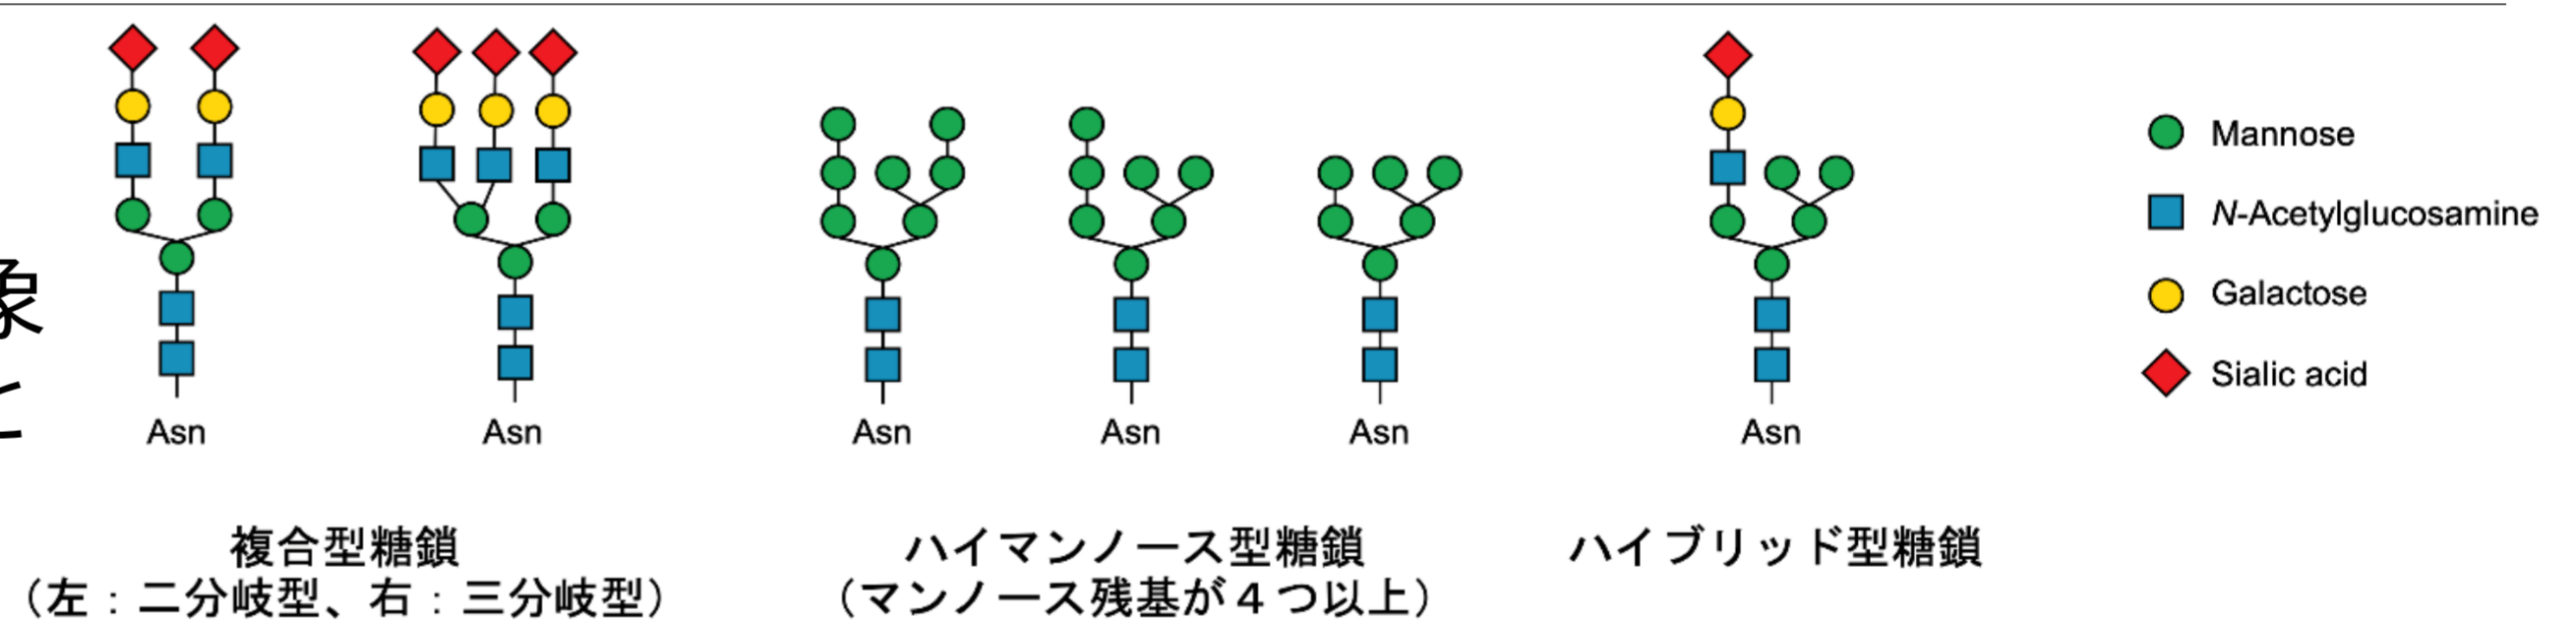 象
と
Asn
Asn
Asn
Asn
Asn
Asn
Mannose
N-Acetylglucosamine
Galactose
Sialic acid
複合型糖鎖
（左：二分岐型、右：三分岐型）
ハイマンノース型糖鎖
（マンノース残基が４つ以上）
ハイブリッド型糖鎖